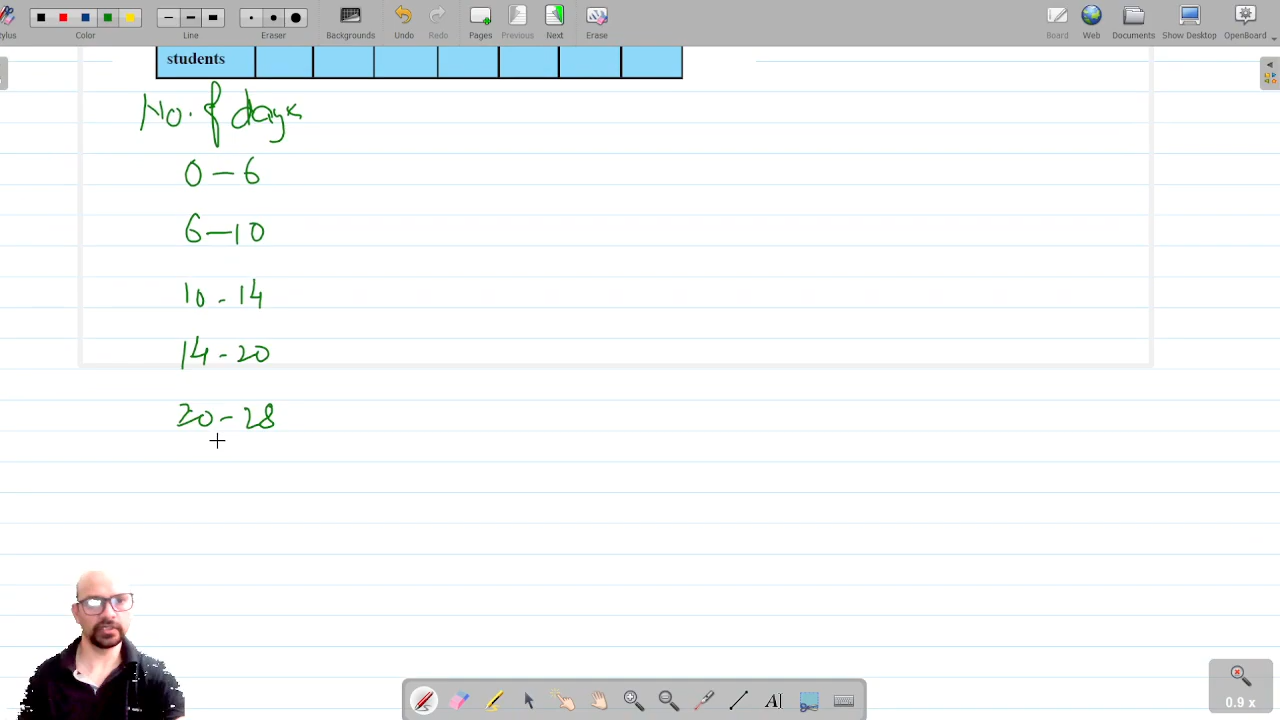 Stylus
Color
Line
Eraser
Backgrounds
Undo
Redo
Pages
Previous
Next
Erase
Board
Web
Documents
Show Desktop
OpenBoard
students
No. of days
0 – 6
6 – 10
10 - 14
14 - 20
20 - 28
0.9 x